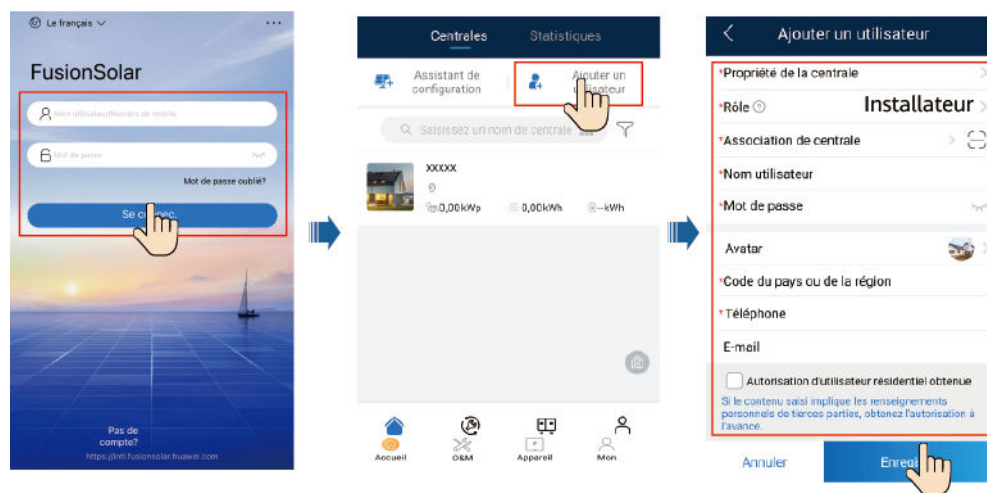 Le français
FusionSolar
Nom utilisateur/Numéro de mobile
Mot de passe
Mot de passe oublié?
Se connec.
Pas de
compte?
https://intl.fusionsolar.huawei.com
Centrales
Statistiques
Assistant de
configuration
Ajouter un
utilisateur
Saisissez un nom de centrale
xxxxx
0,00kWp
0,00kWh
--kWh
Accueil
O&M
Appareil
Mon
Ajouter un utilisateur
*Propriété de la centrale
*Rôle
Installateur
*Association de centrale
*Nom utilisateur
*Mot de passe
Avatar
*Code du pays ou de la région
*Téléphone
E-mail
Autorisation d'utilisateur résidentiel obtenue
Si le contenu saisi implique les renseignements
personnels de tierces parties, obtenez l'autorisation à
l'avance.
Annuler
Enregi